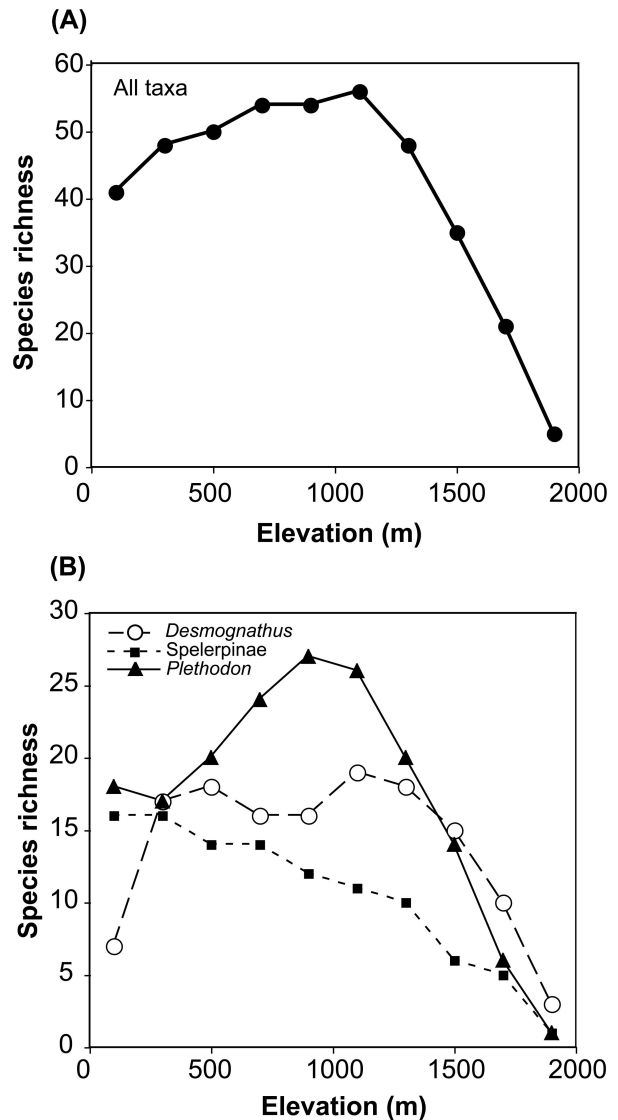 (A)
60
All taxa
50
40
30
20
10
0
Species richness
0 500 1000 1500 2000
Elevation (m)
(B)
30
Desmognathus
Spelerpinae
Plethodon
25
20
15
10
5
0
Species richness
0 500 1000 1500 2000
Elevation (m)